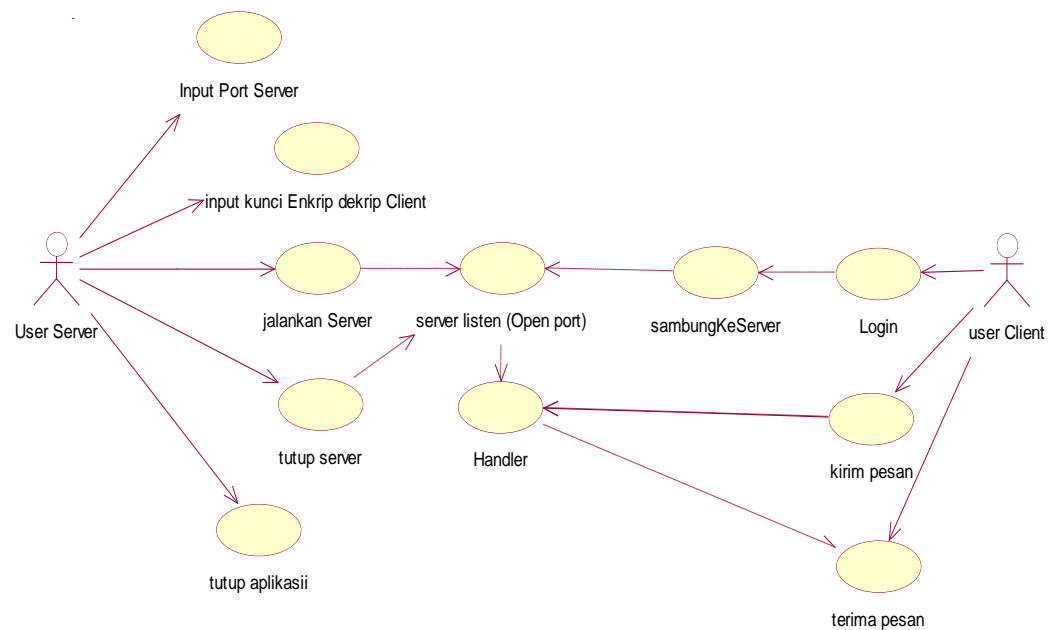 Input Port Server
input kunci Enkrip dekrip Client
User Server
jalankan Server
server listen (Open port)
sambungKeServer
Login
user Client
tutup server
Handler
kirim pesan
tutup aplikasii
terima pesan